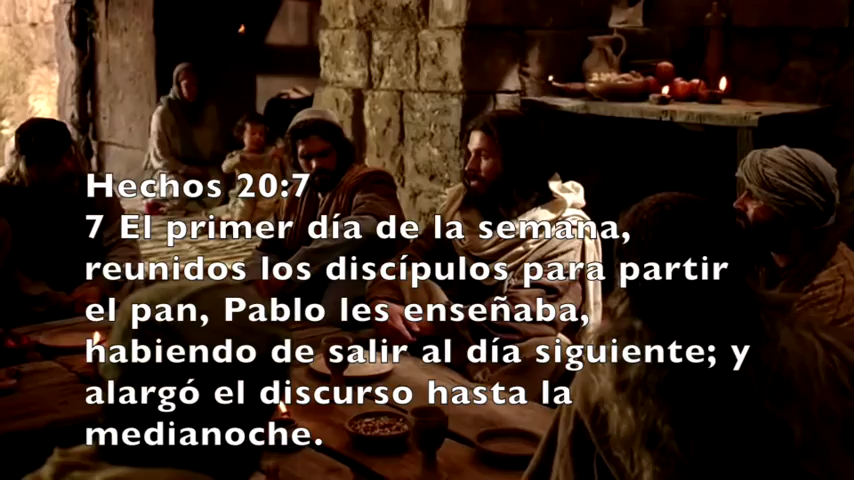 Hechos 20:7
7 El primer día de la semana,
reunidos los discípulos para partir
el pan, Pablo les enseñaba,
habiendo de salir al día siguiente; y
alargó el discurso hasta la
medianoche.